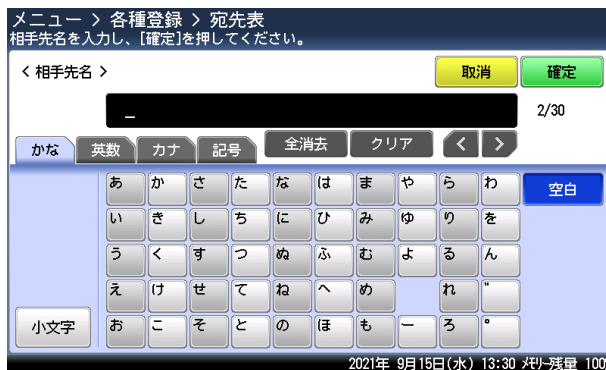 メニュー > 各種登録 > 宛先表
相手先名を入力し、[確定]を押してください。
< 相手先名 >
取消
確定
_
2/30
かな
英数
カナ
記号
全消去
クリア
<
>
あ か さ た な は ま や ら わ
空白
い き し ち に ひ み ゆ り を
う く す つ ぬ ふ む よ る ん
え け せ て ね へ め れ "
小文字
お こ そ と の ほ も ー ろ °
2021年 9月15日(水) 13:30 メモリー残量 100